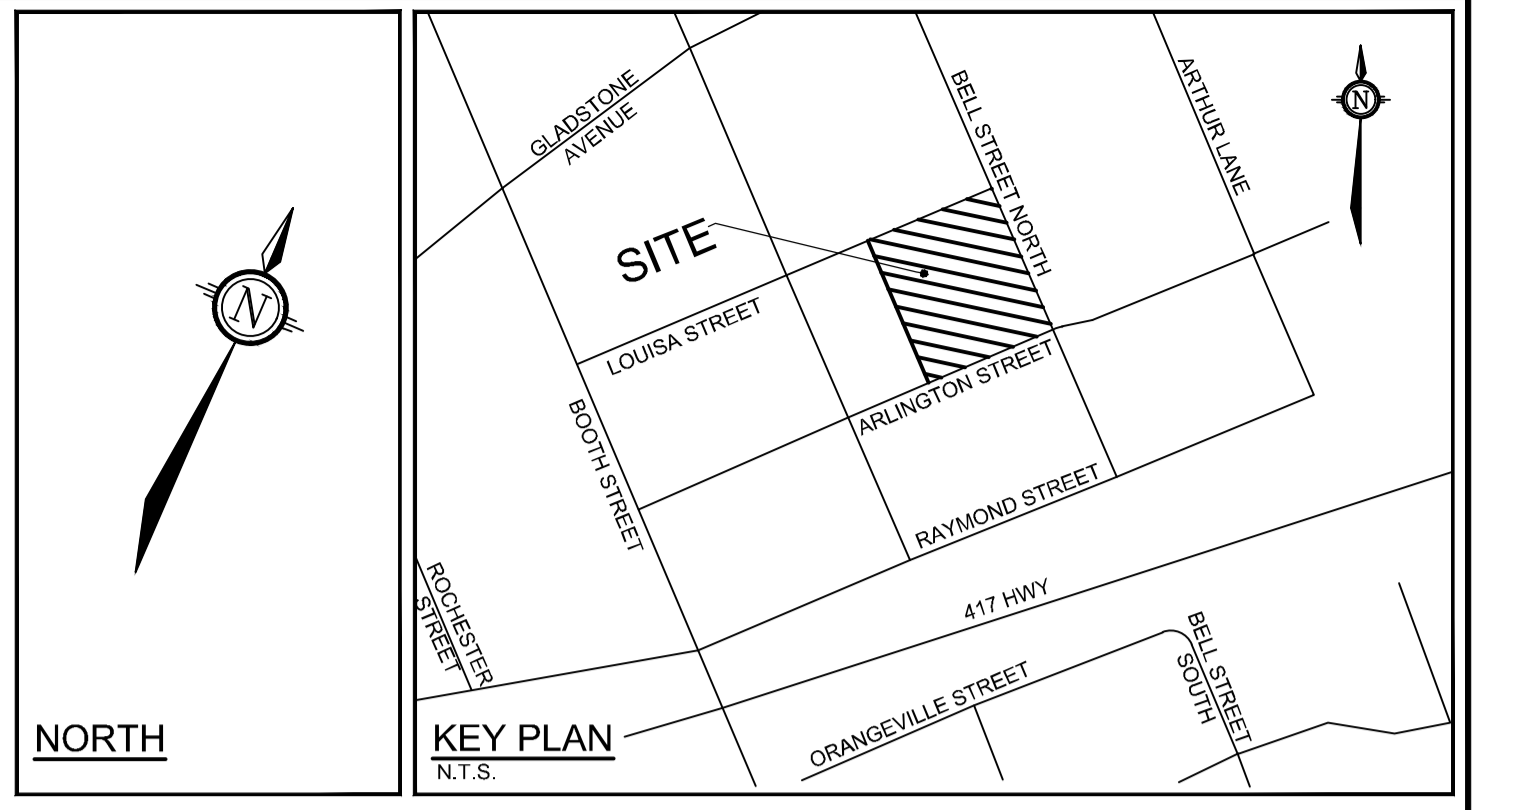 N
NORTH
GLADSTONE
AVENUE
BELL STREET NORTH
ARTHUR LANE
N
SITE
LOUISA STREET
ARLINGTON STREET
BOOTH STREET
RAYMOND STREET
ROCHESTER
STREET
417 HWY
ORANGEVILLE STREET
BELL STREET
SOUTH
KEY PLAN
N.T.S.